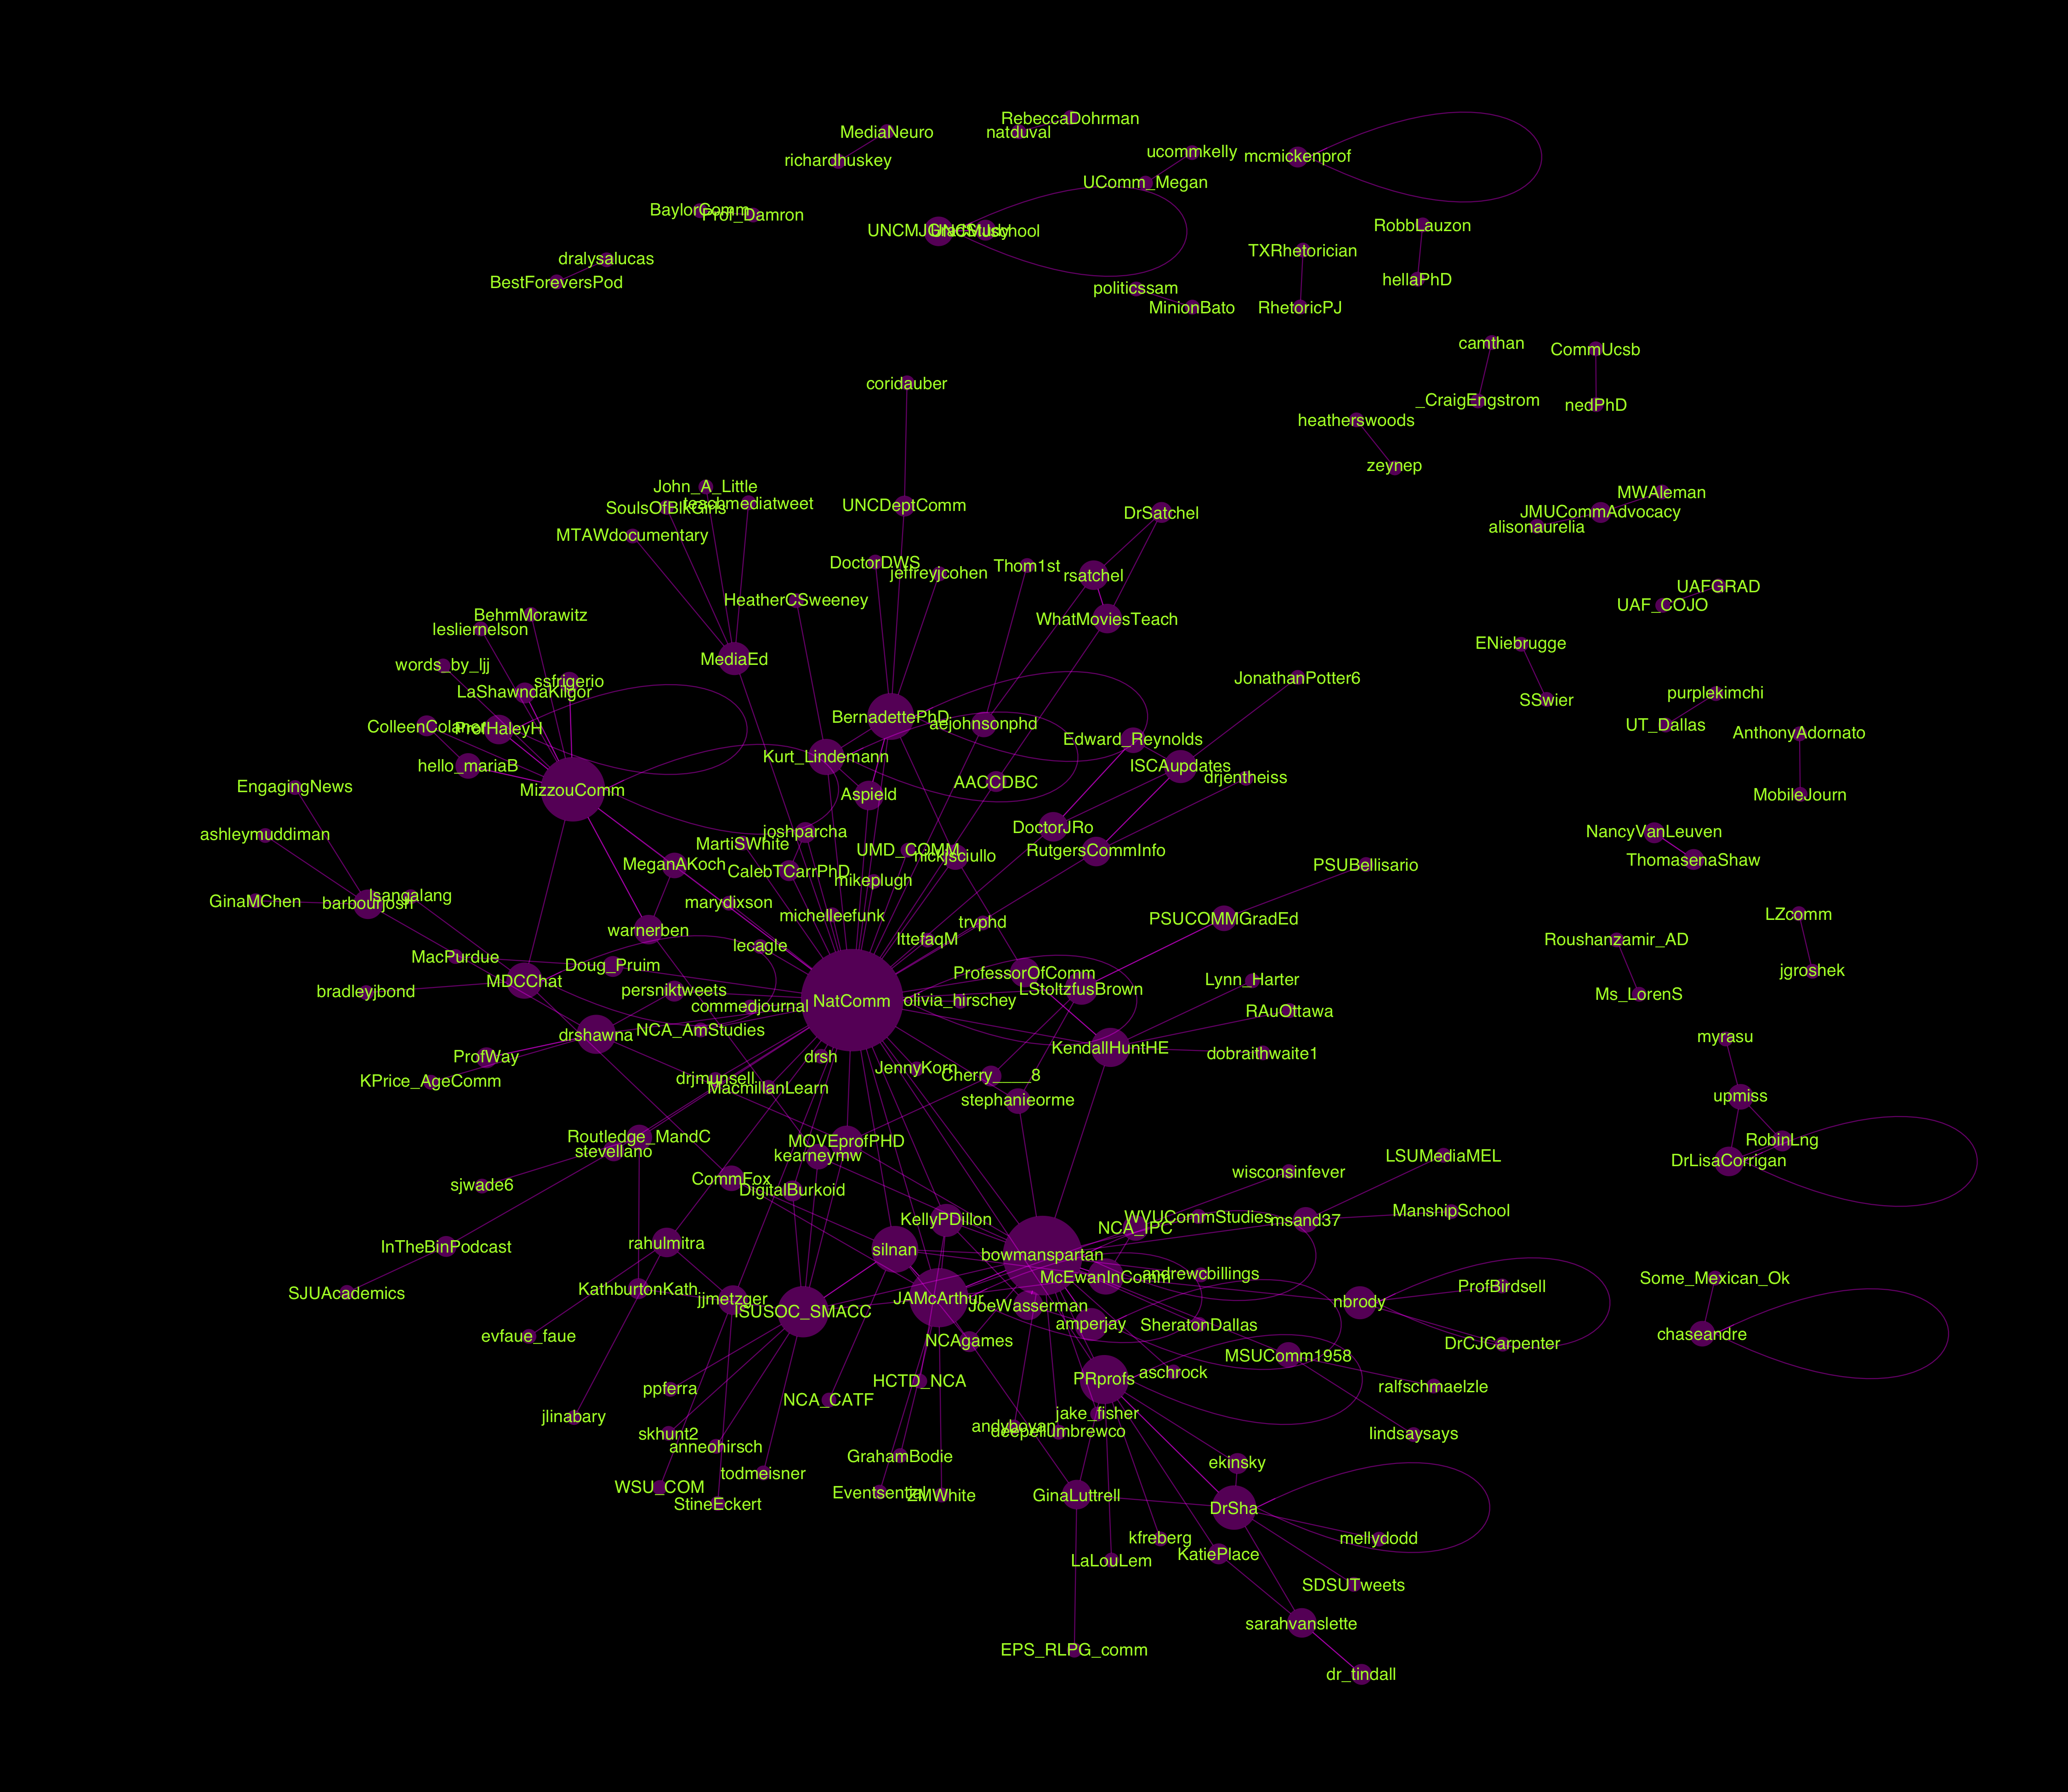 RebeccaDohrman
natduval
MediaNeuro
richardhuskey
ucommkelly
mcmickenprof
UComm_Megan
BaylorComm
Prof_Damron
UNCMJschool
RobbLauzon
TXRhetorician
dralysalucas
BestForeversPod
hellaPhD
politicssam
MinionBato
RhetoricPJ
camthan
CommUcsb
coridauber
_CraigEngstrom
nedPhD
heatherswoods
zeynep
John_A_Little
teachmediatweet
SoulsOfBlkGirls
UNCDeptComm
DrSatchel
MWAleman
JMUCommAdvocacy
alisonaurelia
MTAWdocumentary
DoctorDWS
jeffreyjcohen
Thom1st
rsatchel
UAFGRAD
UAF_COJO
HeatherCSweeney
WhatMoviesTeach
BehmMorawitz
lesliernelson
ENiebrugge
MediaEd
words_by_ljj
ssfrigerio
LaShawndaKilgor
JonathanPotter6
SSwier
purplekimchi
UT_Dallas
BernadettePhD
aejohnsonphd
ColleenColaner
ProfHaleyH
Edward_Reynolds
AnthonyAdornato
Kurt_Lindemann
ISCAupdates
hello_mariaB
drjentheiss
AACCDBC
MizzouComm
EngagingNews
Aspield
MobileJourn
ashleymuddiman
joshparcha
DoctorJRo
NancyVanLeuven
MartiSWhite
UMD_COMM
nickjsciullo
RutgersCommInfo
ThomasenaShaw
MeganAKoch
CalebTCarrPhD
mikeplugh
PSUBellisario
GinaMChen
barbourjosh
lsangalang
marydixson
michelleefunk
trvphd
PSUCOMMGradEd
LZcomm
warnerben
lecagle
IttefaqM
Roushanzamir_AD
MacPurdue
Doug_Pruim
ProfessorOfComm
jgroshek
MDCChat
bradleyjbond
persniktweets
LStoltzfusBrown
Lynn_Harter
Ms_LorenS
commedjournal
NatComm
olivia_hirschey
RAuOttawa
drshawna
NCA_AmStudies
KendallHuntHE
myrasu
ProfWay
drsh
dobraithwaite1
KPrice_AgeComm
drjmunsell
MacmillanLearn
JennyKorn
Cherry____8
stephanieorme
upmiss
Routledge_MandC
stevellano
MOVEprofPHD
kearneymw
RobinLng
DrLisaCorrigan
LSUMediaMEL
wisconsinfever
CommFox
DigitalBurkoid
sjwade6
KellyPDillon
WVUCommStudies
NCA_IPC
msand37
ManshipSchool
InTheBinPodcast
rahulmitra
silnan
bowmanspartan
McEwanInComm
andrewcbillings
SJUAcademics
KathburtonKath
jjmetzger
ISUSOC_SMACC
JAMcArthur
JoeWasserman
nbrody
ProfBirdsell
Some_Mexican_Ok
evfaue_faue
NCAgames
amperjay
SheratonDallas
DrCJCarpenter
chaseandre
MSUComm1958
ppferra
HCTD_NCA
PRprofs
aschrock
ralfschmaelzle
NCA_CATF
jlinabary
jake_fisher
andyboyan
deepellumbrewco
skhunt2
anneohirsch
lindsaysays
GrahamBodie
ekinsky
todmeisner
WSU_COM
StineEckert
Eventsential
ZMWhite
GinaLuttrell
DrSha
kfreberg
mellydodd
LaLouLem
KatiePlace
SDSUTweets
sarahvanslette
EPS_RLPG_comm
dr_tindall